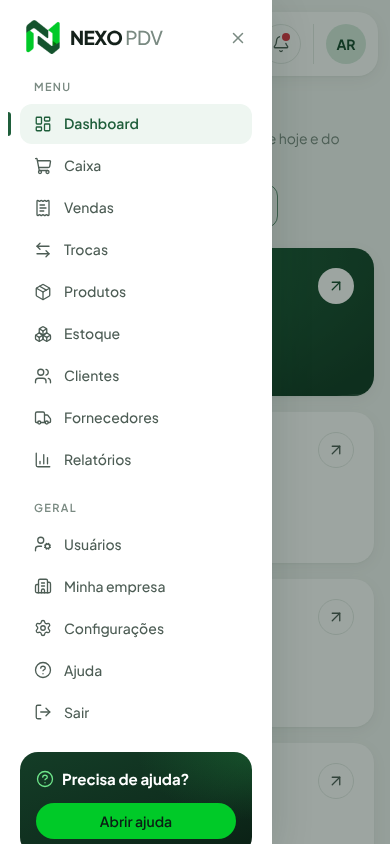 NEXO PDV
AR
MENU
Dashboard
e hoje e do
Caixa
Vendas
Trocas
Produtos
Estoque
Clientes
Fornecedores
Relatórios
GERAL
Usuários
Minha empresa
Configurações
Ajuda
Sair
Precisa de ajuda?
Abrir ajuda